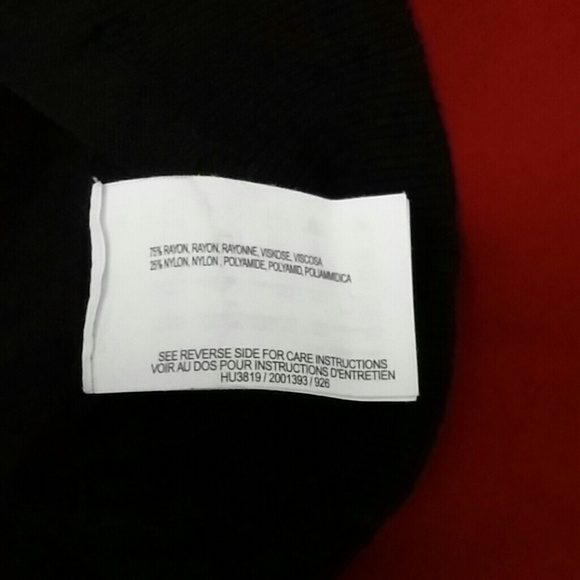 75% RAYON, RAYON, RAYONNE, VISKOSE, VISCOSA
25% NYLON, NYLON , POLYAMIDE, POLYAMID, POLIAMMIDICA
SEE REVERSE SIDE FOR CARE INSTRUCTIONS
VOIR AU DOS POUR INSTRUCTIONS D'ENTRETIEN
HU3819 / 2001393 / 926